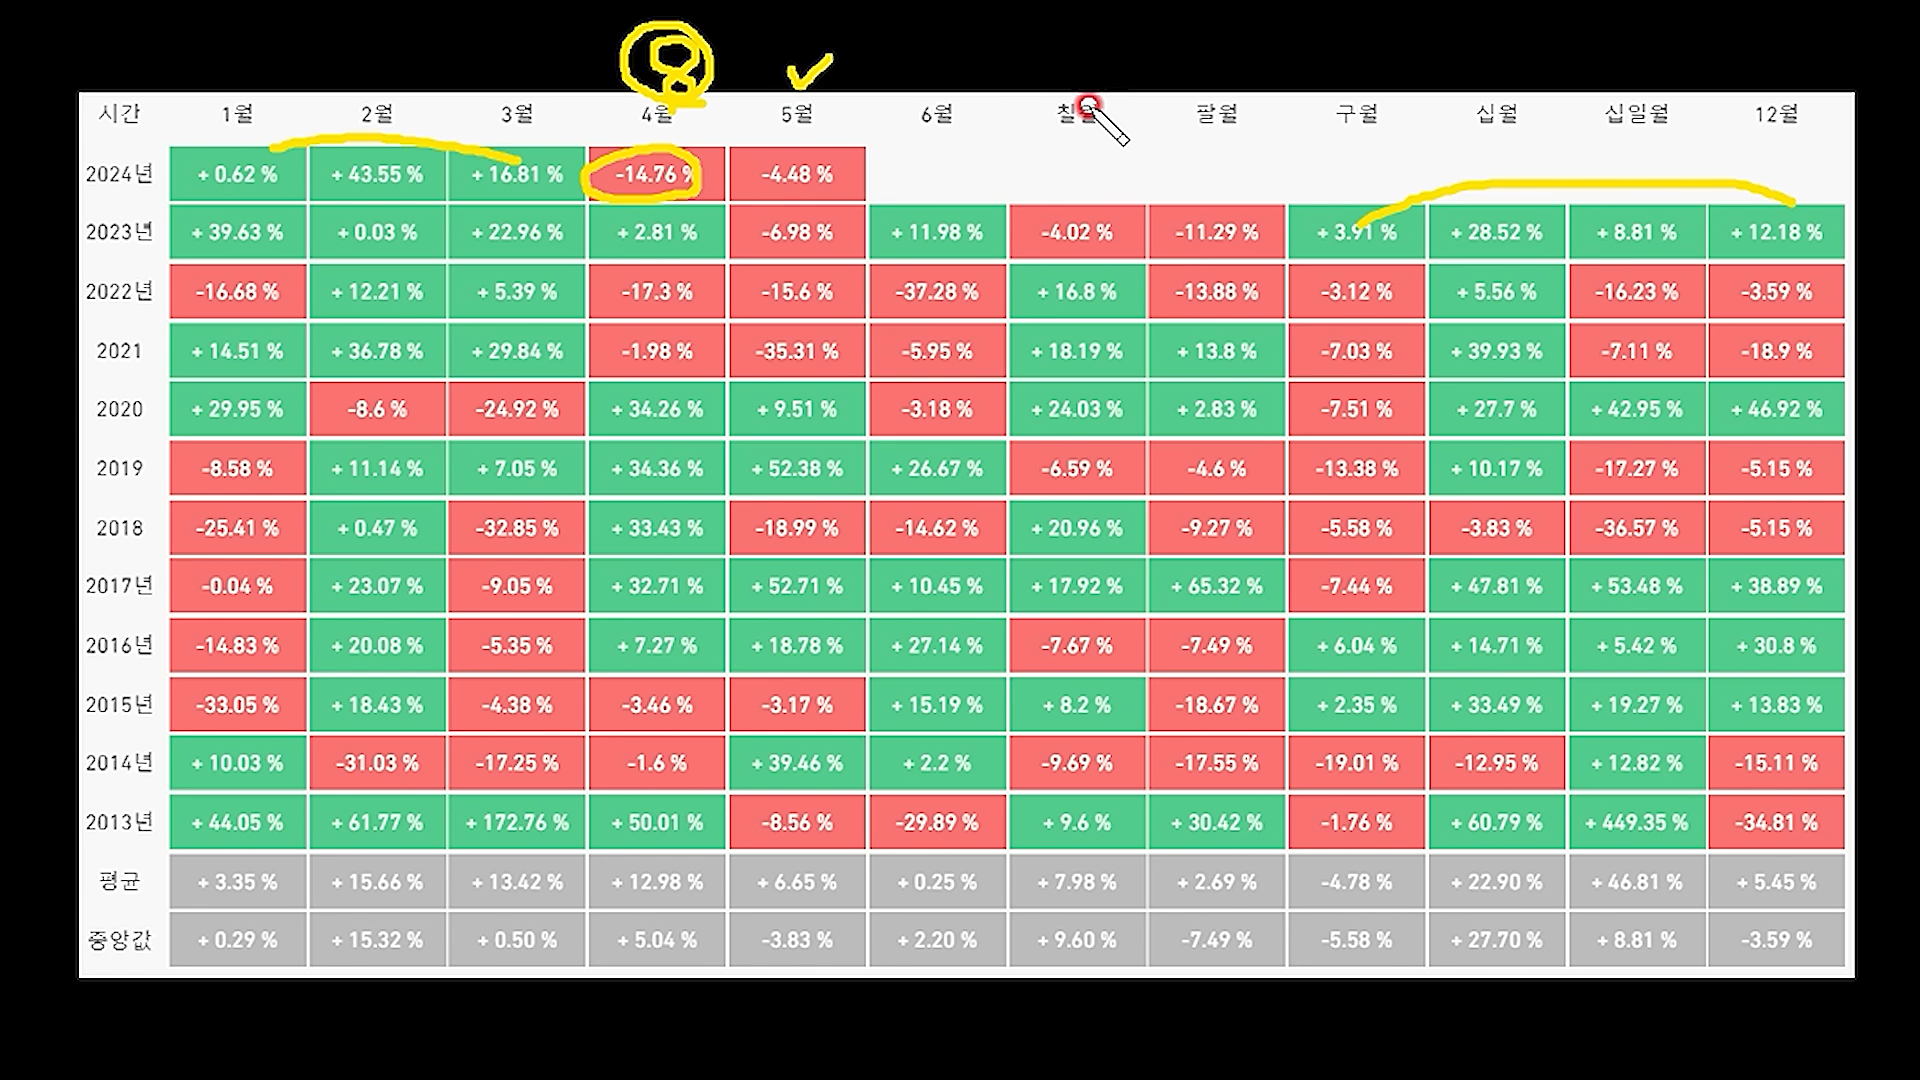 8
시간 1월 2월 3월 4월 5월 6월 칠월 팔월 구월 십월 십일월 12월
2024년 + 0.62 % + 43.55 % + 16.81 % -14.76 % -4.48 %
2023년 + 39.63 % + 0.03 % + 22.96 % + 2.81 % -6.98 % + 11.98 % -4.02 % -11.29 % + 3.91 % + 28.52 % + 8.81 % + 12.18 %
2022년 -16.68 % + 12.21 % + 5.39 % -17.3 % -15.6 % -37.28 % + 16.8 % -13.88 % -3.12 % + 5.56 % -16.23 % -3.59 %
2021 + 14.51 % + 36.78 % + 29.84 % -1.98 % -35.31 % -5.95 % + 18.19 % + 13.8 % -7.03 % + 39.93 % -7.11 % -18.9 %
2020 + 29.95 % -8.6 % -24.92 % + 34.26 % + 9.51 % -3.18 % + 24.03 % + 2.83 % -7.51 % + 27.7 % + 42.95 % + 46.92 %
2019 -8.58 % + 11.14 % + 7.05 % + 34.36 % + 52.38 % + 26.67 % -6.59 % -4.6 % -13.38 % + 10.17 % -17.27 % -5.15 %
2018 -25.41 % + 0.47 % -32.85 % + 33.43 % -18.99 % -14.62 % + 20.96 % -9.27 % -5.58 % -3.83 % -36.57 % -5.15 %
2017년 -0.04 % + 23.07 % -9.05 % + 32.71 % + 52.71 % + 10.45 % + 17.92 % + 65.32 % -7.44 % + 47.81 % + 53.48 % + 38.89 %
2016년 -14.83 % + 20.08 % -5.35 % + 7.27 % + 18.78 % + 27.14 % -7.67 % -7.49 % + 6.04 % + 14.71 % + 5.42 % + 30.8 %
2015년 -33.05 % + 18.43 % -4.38 % -3.46 % -3.17 % + 15.19 % + 8.2 % -18.67 % + 2.35 % + 33.49 % + 19.27 % + 13.83 %
2014년 + 10.03 % -31.03 % -17.25 % -1.6 % + 39.46 % + 2.2 % -9.69 % -17.55 % -19.01 % -12.95 % + 12.82 % -15.11 %
2013년 + 44.05 % + 61.77 % + 172.76 % + 50.01 % -8.56 % -29.89 % + 9.6 % + 30.42 % -1.76 % + 60.79 % + 449.35 % -34.81 %
평균 + 3.35 % + 15.66 % + 13.42 % + 12.98 % + 6.65 % + 0.25 % + 7.98 % + 2.69 % -4.78 % + 22.90 % + 46.81 % + 5.45 %
중앙값 + 0.29 % + 15.32 % + 0.50 % + 5.04 % -3.83 % + 2.20 % + 9.60 % -7.49 % -5.58 % + 27.70 % + 8.81 % -3.59 %